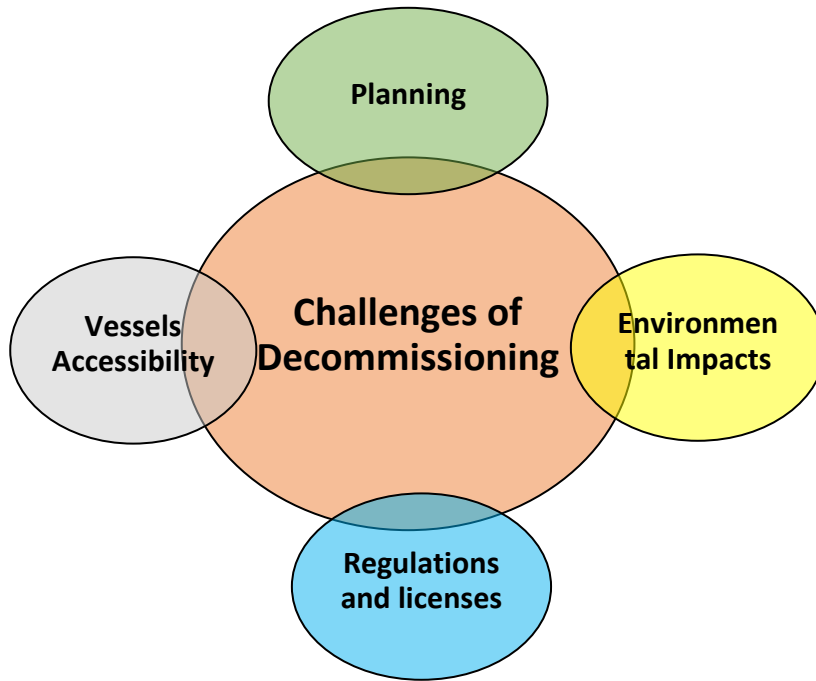 Planning
Challenges of
Decommissioning
Vessels
Accessibility
Environmen
tal Impacts
Regulations
and licenses